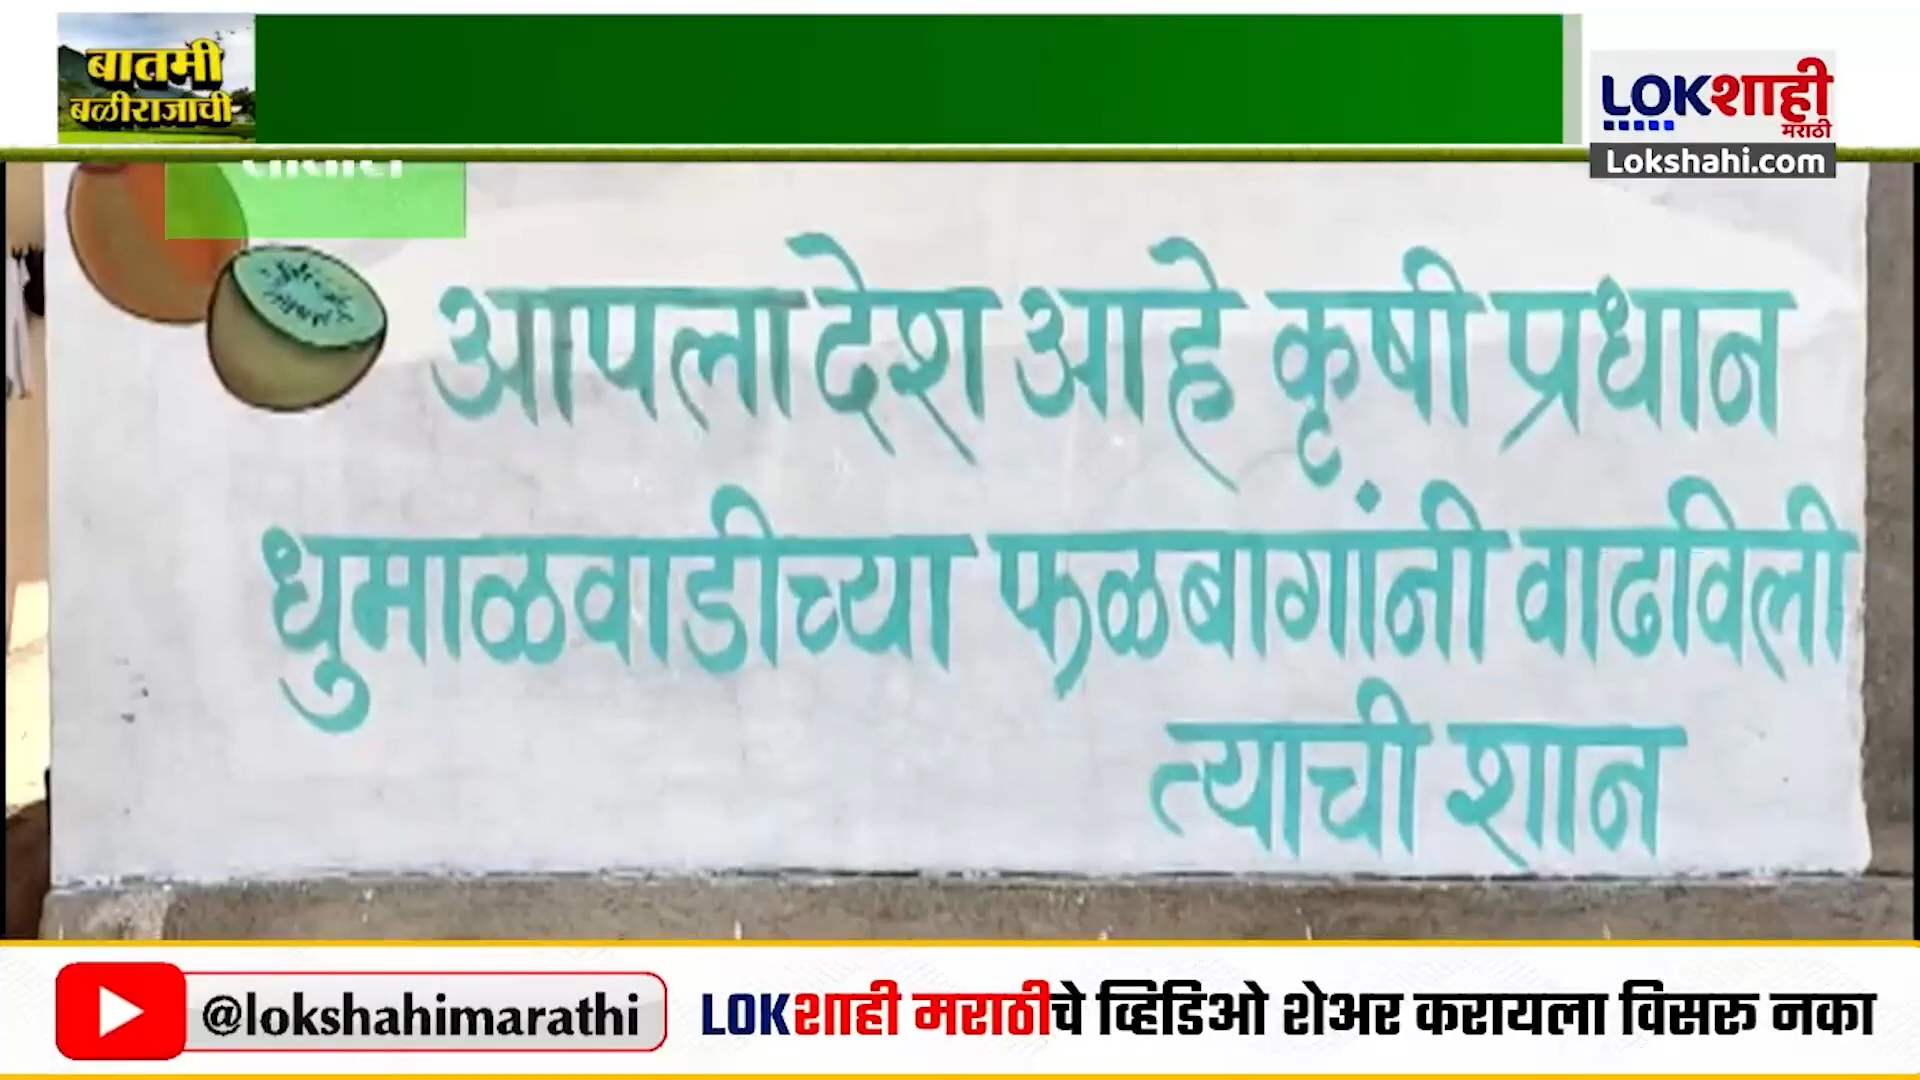 बातमी
बळीराजाची
LOKशाही
मराठी
Lokshahi.com
आपला देश आहे कृषी प्रधान
धुमाळवाडीच्या फळबागांनी वाढविली
त्याची शान
@lokshahimarathi
LOKशाही मराठीचे व्हिडिओ शेअर करायला विसरू नका